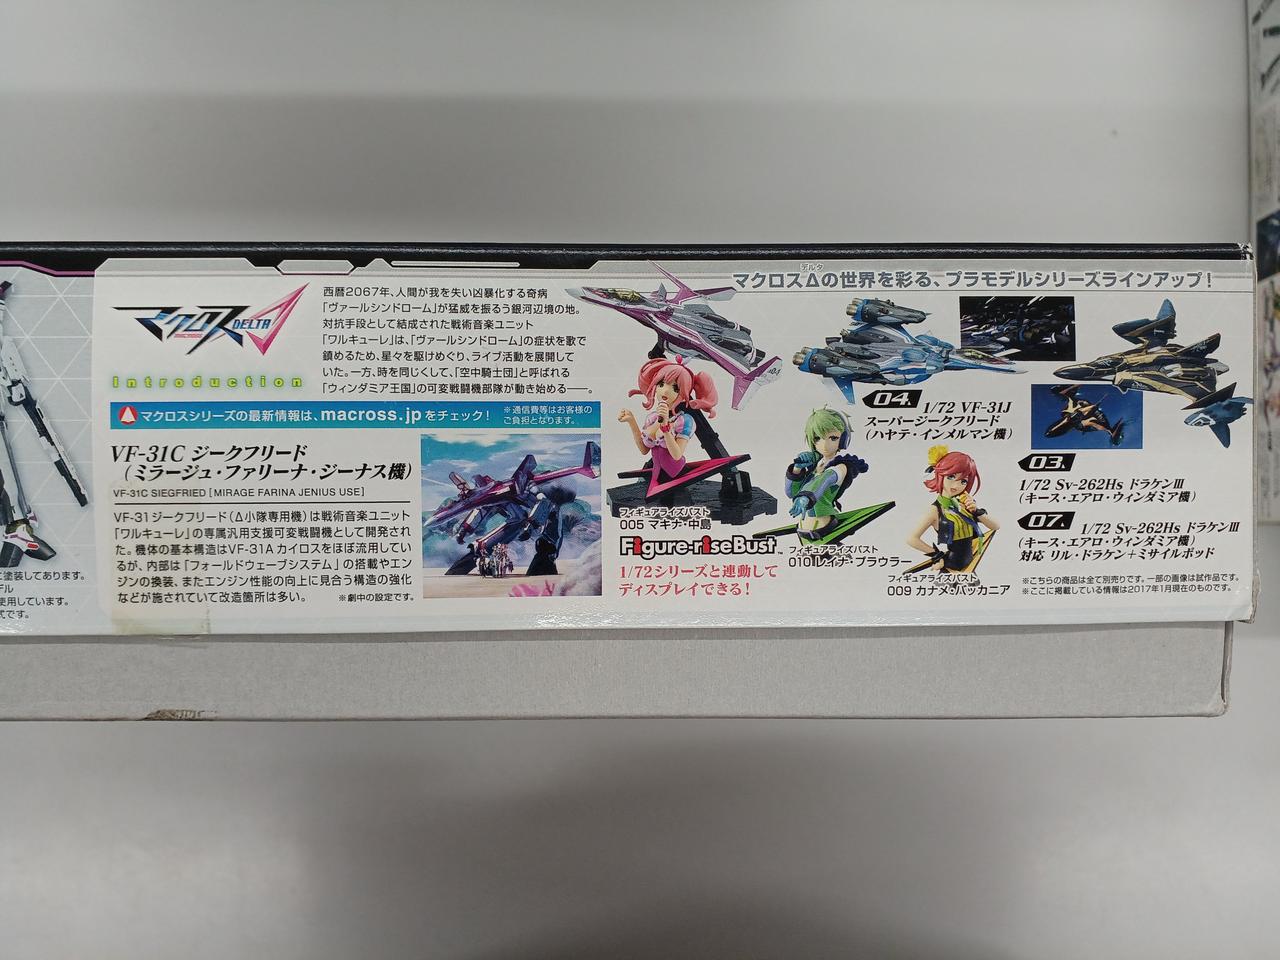 マクロスDELTA
Introduction
西暦2067年、人間が我を失い凶暴化する奇病
「ヴァールシンドローム」が猛威を振るう銀河辺境の地。
対抗手段として結成された戦術音楽ユニット
「ワルキューレ」は、「ヴァールシンドローム」の症状を歌で
鎮めるため、星々を駆けめぐり、ライブ活動を展開して
いた。一方、時を同じくして、「空中騎士団」と呼ばれる
「ウィンダミア王国」の可変戦闘機部隊が動き始める──。
マクロスシリーズの最新情報は、macross.jpをチェック!
※通信費等はお客様の
ご負担となります。
VF-31C ジークフリード
(ミラージュ・ファリーナ・ジーナス機)
VF-31C SIEGFRIED [MIRAGE FARINA JENIUS USE]
VF-31ジークフリード(Δ小隊専用機)は戦術音楽ユニット
「ワルキューレ」の専属汎用支援可変戦闘機として開発され
た。機体の基本構造はVF-31A カイロスをほぼ流用してい
るが、内部は「フォールドウェーブシステム」の搭載やエン
ジンの換装、またエンジン性能の向上に見合う構造の強化
などが施されていて改造箇所は多い。
※劇中の設定です。
デルタ
マクロスΔの世界を彩る、プラモデルシリーズラインアップ!
04.
1/72 VF-31J
スーパージークフリード
(ハヤテ・インメルマン機)
03.
1/72 Sv-262Hs ドラケンⅢ
(キース・エアロ・ウィンダミア機)
07.
1/72 Sv-262Hs ドラケンⅢ
(キース・エアロ・ウィンダミア機)
対応 リル・ドラケン+ミサイルポッド
フィギュアライズバスト
005 マキナ・中島
Figure-riseBust™
1/72シリーズと連動して
ディスプレイできる!
フィギュアライズバスト
010 レイナ・プラウラー
フィギュアライズバスト
009 カナメ・バッカニア
※こちらの商品は全て別売りです。一部の画像は試作品です。
※ここに掲載している情報は2017年1月現在のものです。
塗装してあります。
デル
使用しています。
式です。